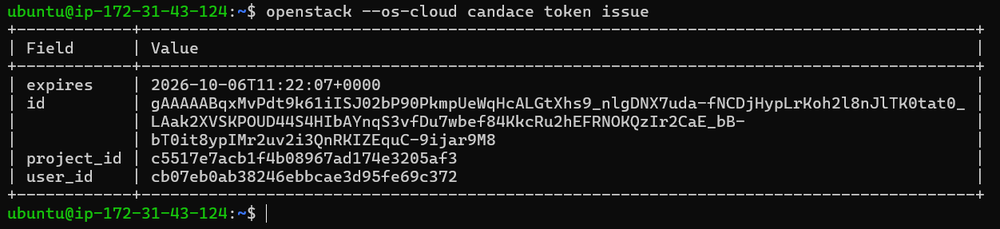 ubuntu@ip-172-31-43-124:~$ openstack --os-cloud candace token issue
+------------+----------------------------------------------------------------------------------------+
| Field      | Value                                                                                  |
+------------+----------------------------------------------------------------------------------------+
| expires    | 2026-10-06T11:22:07+0000                                                               |
| id         | gAAAAABqxMvPdt9k61iISJ02bP90PkmpUeWqHcALGtXhs9_nlgDNX7uda-fNCDjHypLrKoh2l8nJlTK0tat0_ |
|            | LAak2XVSKPOUD44S4HIbAYnqS3vfDu7wbef84KkcRu2hEFRNOKQzIr2CaE_bB-                         |
|            | bT0it8ypIMr2uv2i3QnRKIZEquC-9ijar9M8                                                   |
| project_id | c5517e7acb1f4b08967ad174e3205af3                                                       |
| user_id    | cb07eb0ab38246ebbcae3d95fe69c372                                                       |
+------------+----------------------------------------------------------------------------------------+
ubuntu@ip-172-31-43-124:~$